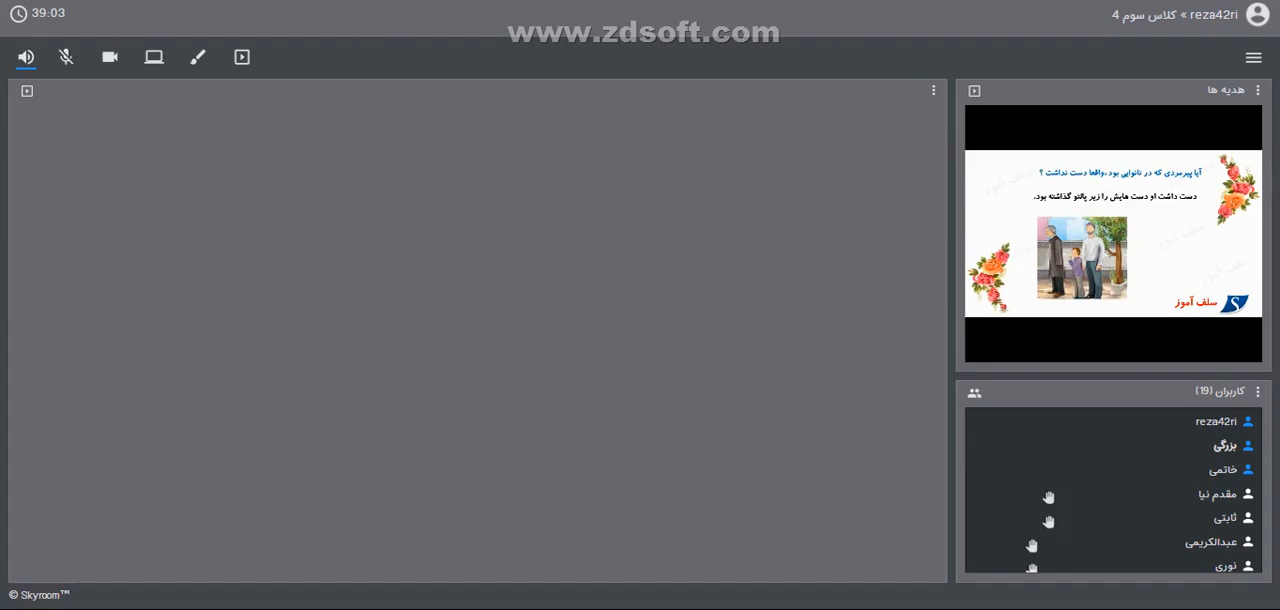 39:03
www.zdsoft.com
reza42ri » کلاس سوم 4
هدیه ها
آیا پیرمردی که در نانوایی بود ،واقعا دست نداشت ؟
دست داشت او دست هایش را زیر پالتو گذاشته بود.
سلف آموز
کاربران (19)
reza42ri
بزرگی
خاتمی
مقدم نیا
ثابتی
عبدالکریمی
نوری
© Skyroom™